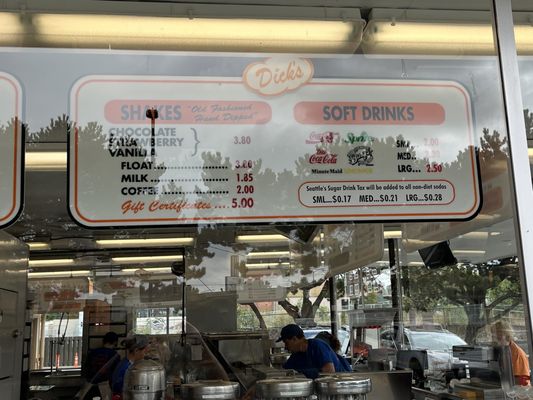 Dick's
SHAKES "Old Fashioned Hand Dipped"
CHOCOLATE
STRAWBERRY } 3.80
VANILLA
FLOAT... 3.60
MILK... 1.85
COFFEE... 2.00
Gift Certificates... 5.00
SOFT DRINKS
Coca-Cola
Minute Maid LEMONADE
SML...
MED...
LRG... 2.50
Seattle's Sugar Drink Tax will be added to all non-diet sodas
SML...$0.17 MED...$0.21 LRG...$0.28